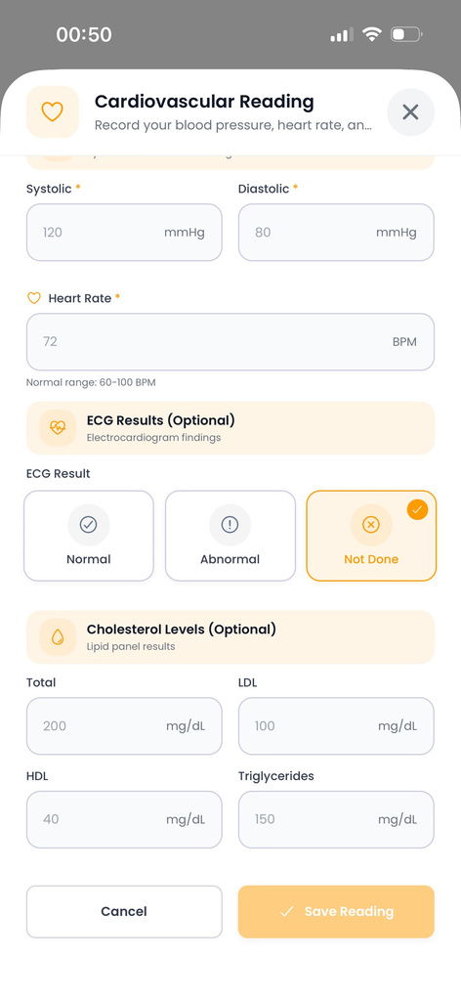 00:50
Cardiovascular Reading
Record your blood pressure, heart rate, an...
Systolic *
Diastolic *
120 mmHg
80 mmHg
Heart Rate *
72 BPM
Normal range: 60-100 BPM
ECG Results (Optional)
Electrocardiogram findings
ECG Result
Normal
Abnormal
Not Done
Cholesterol Levels (Optional)
Lipid panel results
Total
LDL
200 mg/dL
100 mg/dL
HDL
Triglycerides
40 mg/dL
150 mg/dL
Cancel
Save Reading